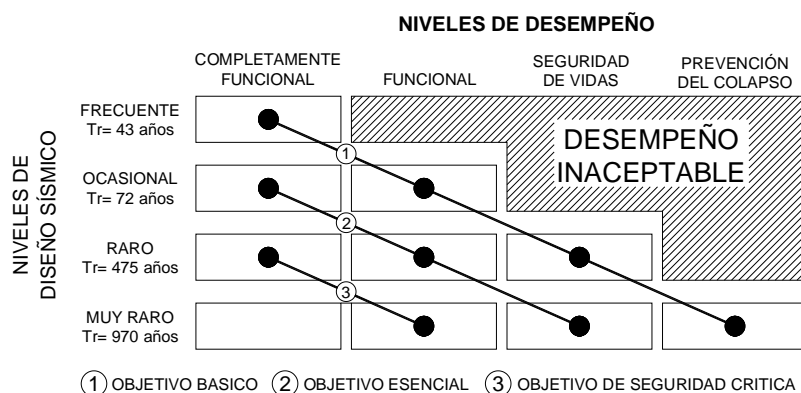 NIVELES DE DESEMPEÑO
COMPLETAMENTE
FUNCIONAL
FUNCIONAL
SEGURIDAD
DE VIDAS
PREVENCIÓN
DEL COLAPSO
NIVELES DE
DISEÑO SÍSMICO
FRECUENTE
Tr= 43 años
OCASIONAL
Tr= 72 años
RARO
Tr= 475 años
MUY RARO
Tr= 970 años
DESEMPEÑO
INACEPTABLE
1
2
3
1 OBJETIVO BASICO 2 OBJETIVO ESENCIAL 3 OBJETIVO DE SEGURIDAD CRITICA